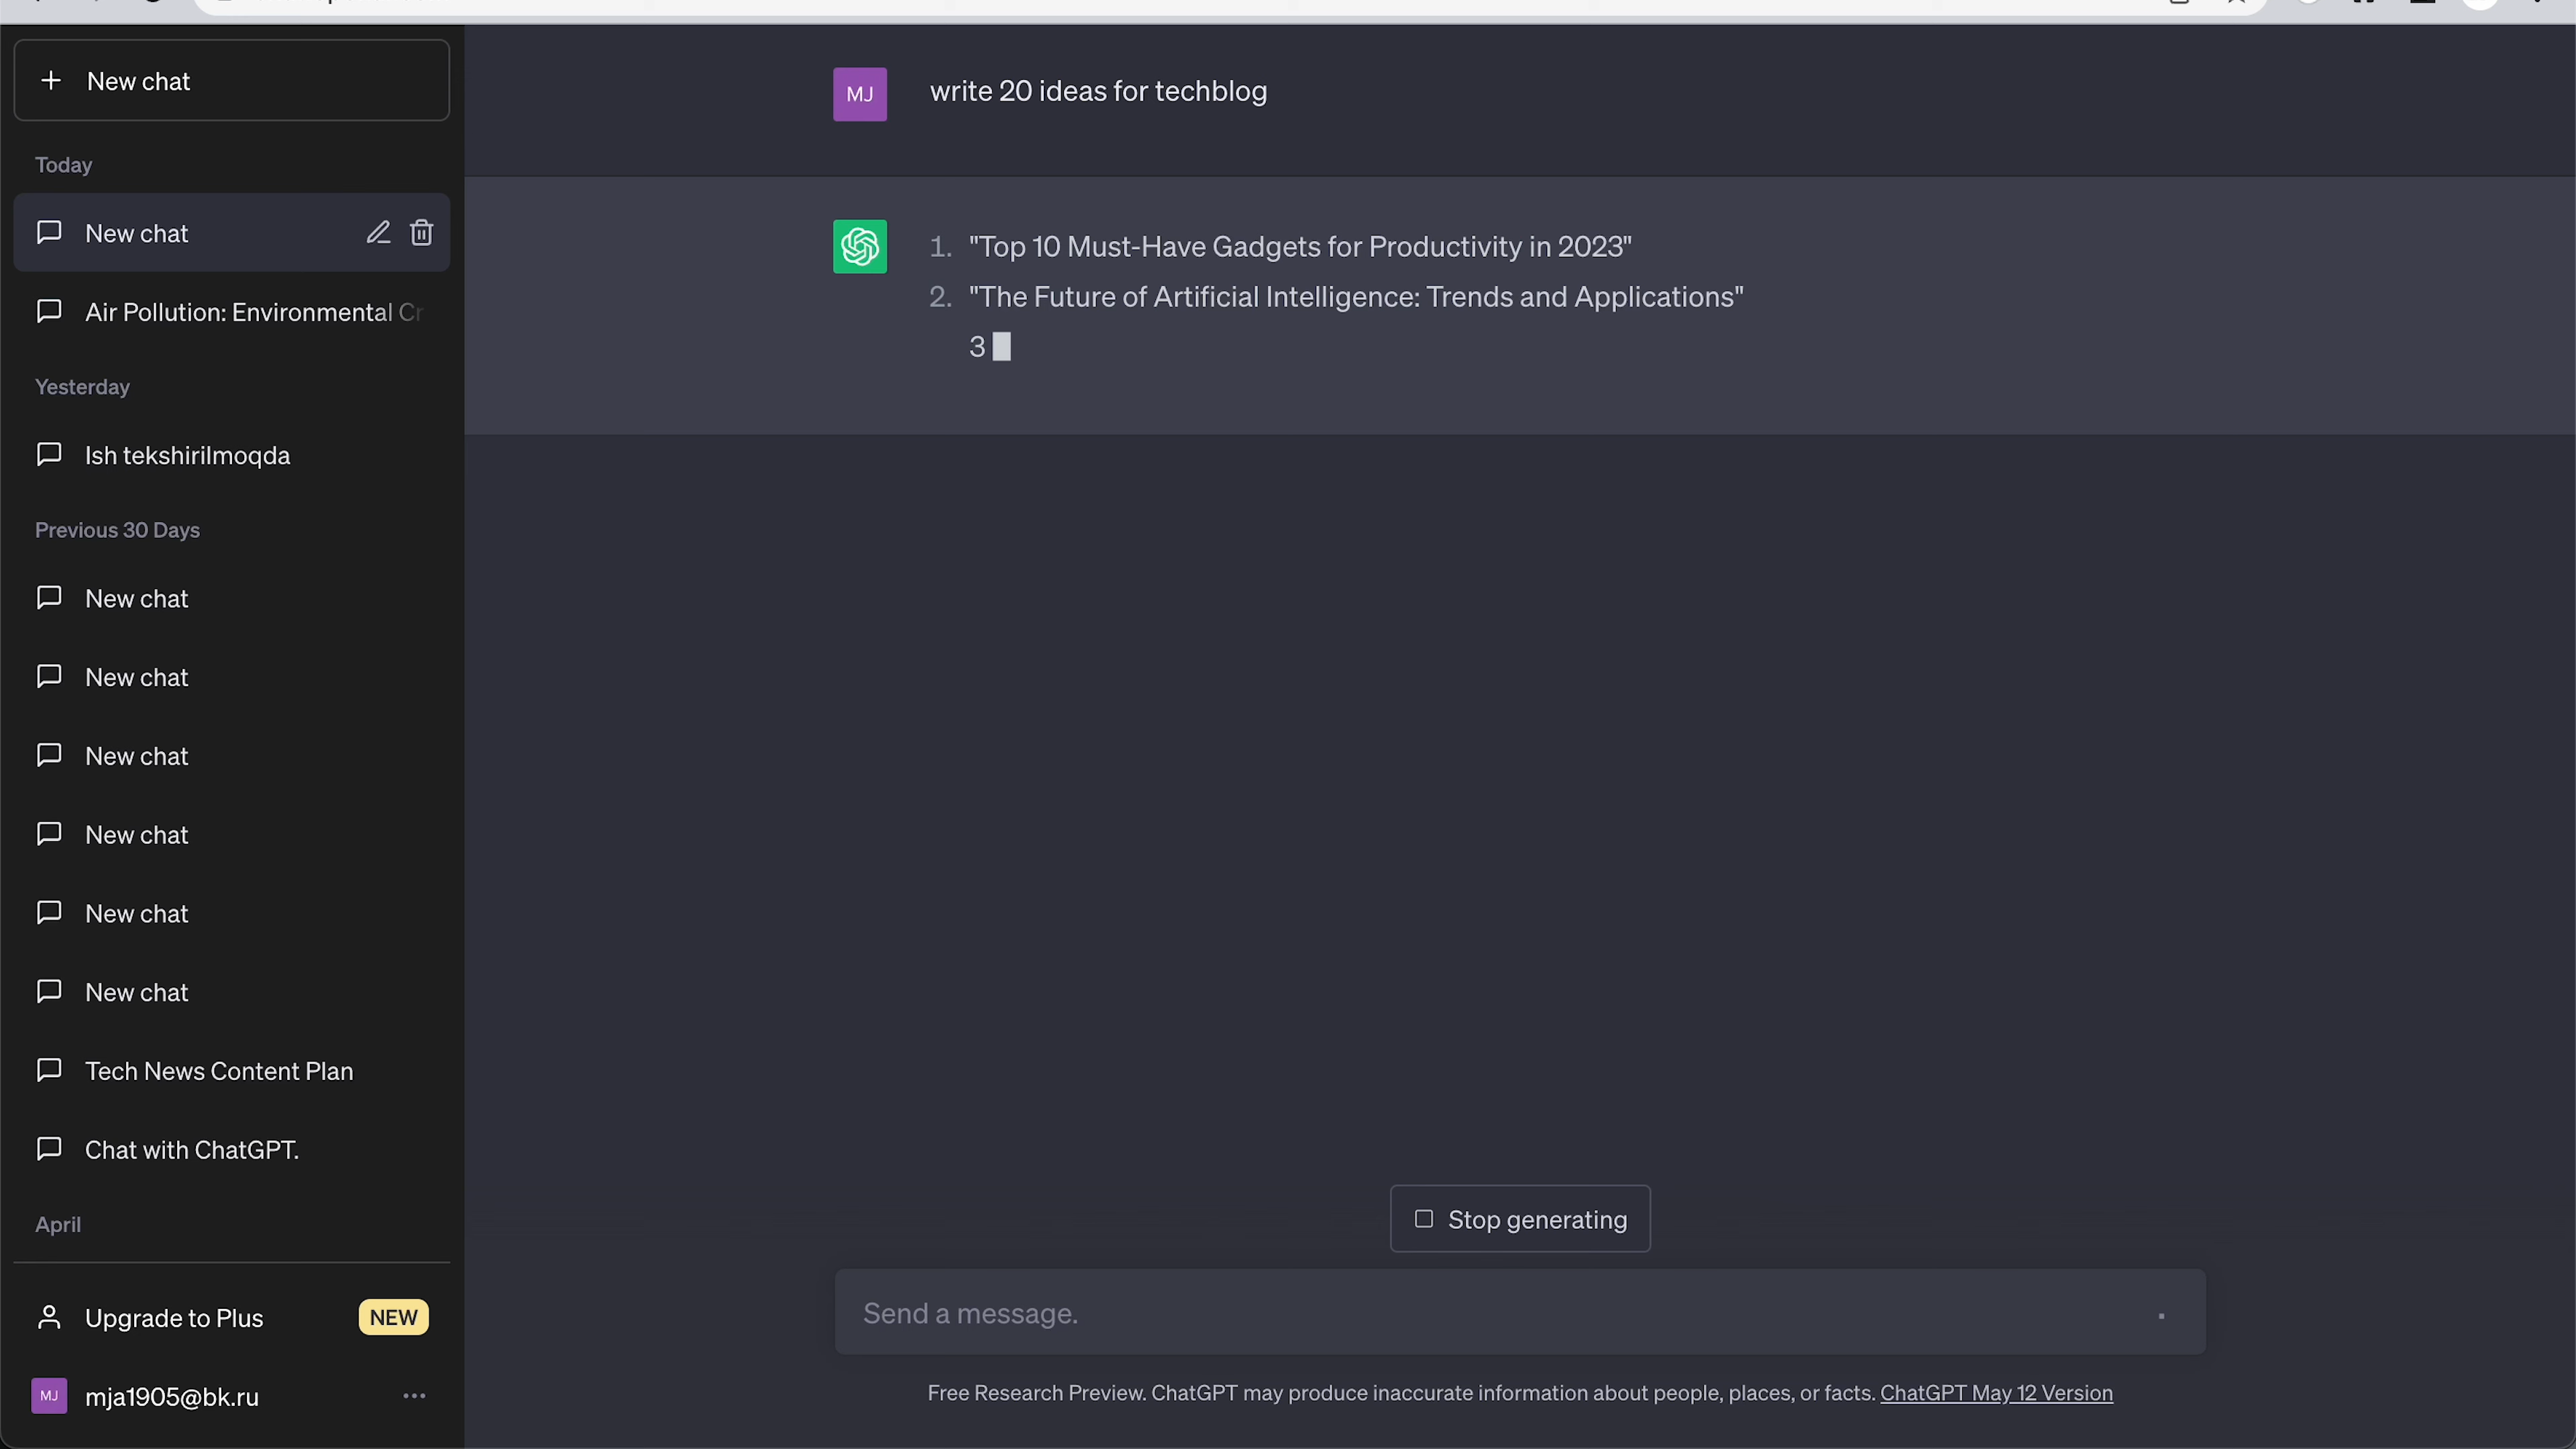 New chat
Today
New chat
Air Pollution: Environmental Cr
Yesterday
Ish tekshirilmoqda
Previous 30 Days
New chat
New chat
New chat
New chat
New chat
New chat
Tech News Content Plan
Chat with ChatGPT.
April
Upgrade to Plus NEW
MJ mja1905@bk.ru
MJ write 20 ideas for techblog
1. "Top 10 Must-Have Gadgets for Productivity in 2023"
2. "The Future of Artificial Intelligence: Trends and Applications"
3
Stop generating
Send a message.
Free Research Preview. ChatGPT may produce inaccurate information about people, places, or facts. ChatGPT May 12 Version